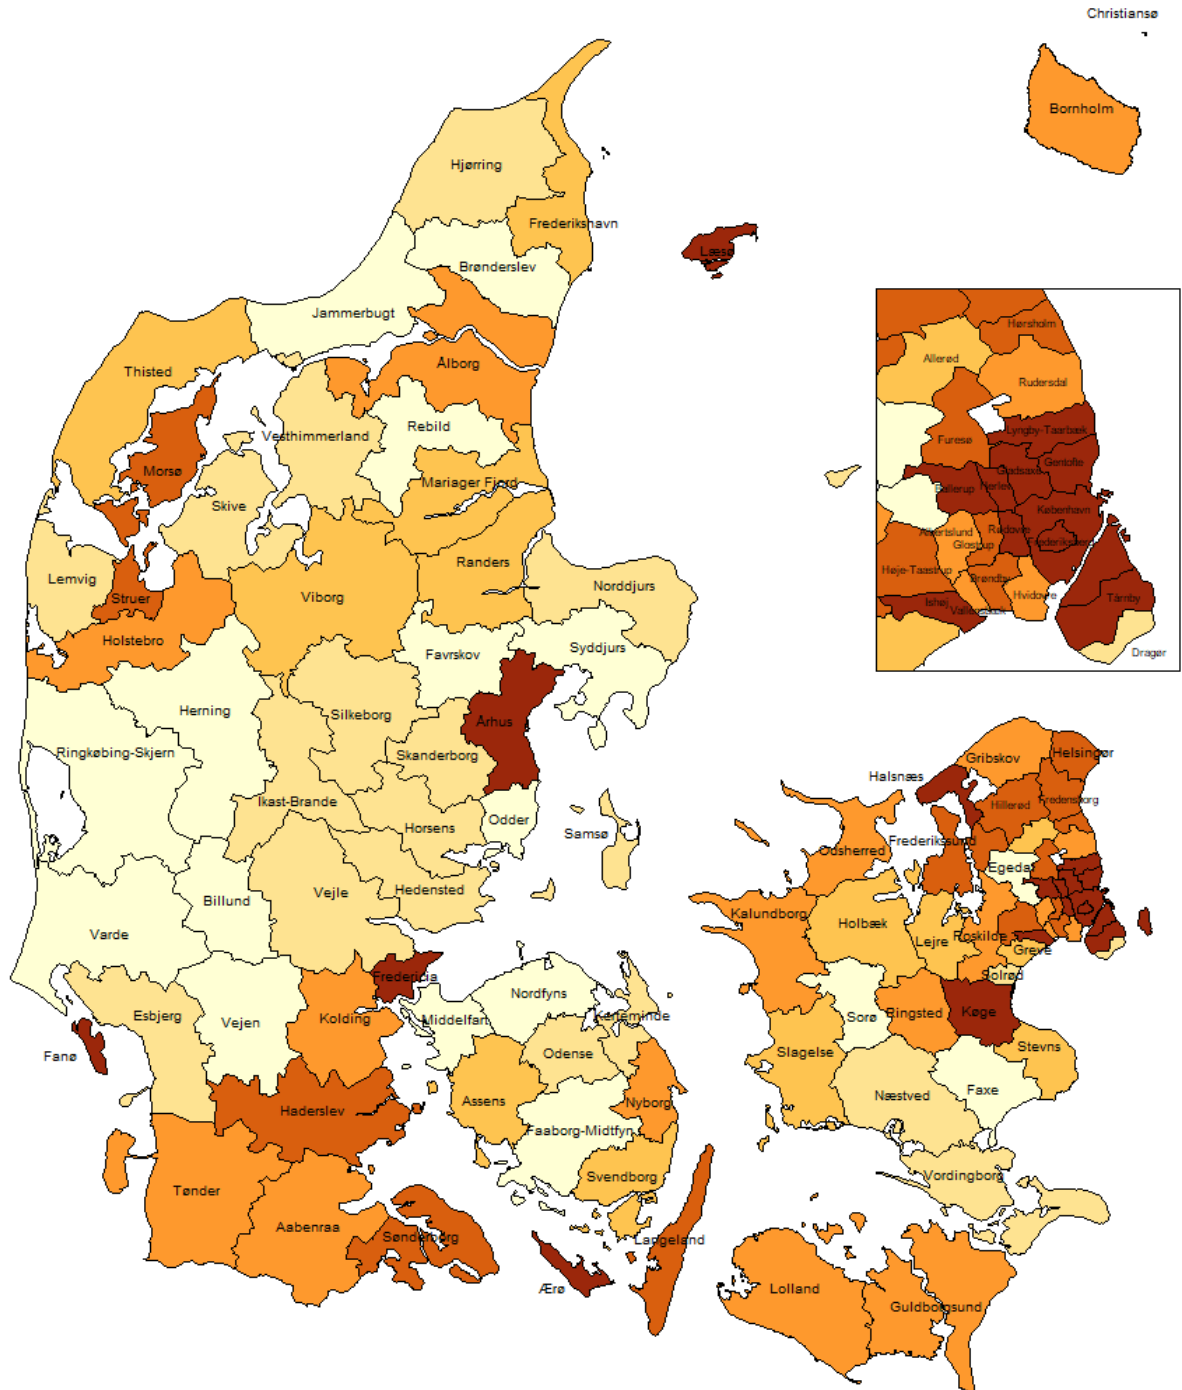 Christiansø
Bornholm
Hjørring
Frederikshavn
Læsø
Brønderslev
Jammerbugt
Hørsholm
Allerød
Ålborg
Thisted
Rudersdal
Rebild
Vesthimmerland
Lyngby-Taarbæk
Furesø
Morsø
Gentofte
Gladsaxe
Mariager Fjord
Ballerup
Herlev
Skive
København
Albertslund
Rødovre
Glostrup
Frederiksberg
Randers
Høje-Taastrup
Lemvig
Brøndby
Norddjurs
Viborg
Struer
Hvidovre
Ishøj
Vallensbæk
Tårnby
Holstebro
Syddjurs
Favrskov
Dragør
Herning
Silkeborg
Århus
Ringkøbing-Skjern
Skanderborg
Helsingør
Gribskov
Halsnæs
Ikast-Brande
Hillerød
Fredensborg
Odder
Horsens
Samsø
Frederikssund
Odsherred
Egedal
Hedensted
Vejle
Billund
Kalundborg
Holbæk
Varde
Roskilde
Lejre
Greve
Fredericia
Solrød
Nordfyns
Køge
Ringsted
Esbjerg
Kolding
Middelfart
Kerteminde
Sorø
Vejen
Stevns
Fanø
Odense
Slagelse
Faxe
Næstved
Assens
Nyborg
Haderslev
Faaborg-Midtfyn
Svendborg
Vordingborg
Tønder
Aabenraa
Sønderborg
Langeland
Ærø
Lolland
Guldborgsund